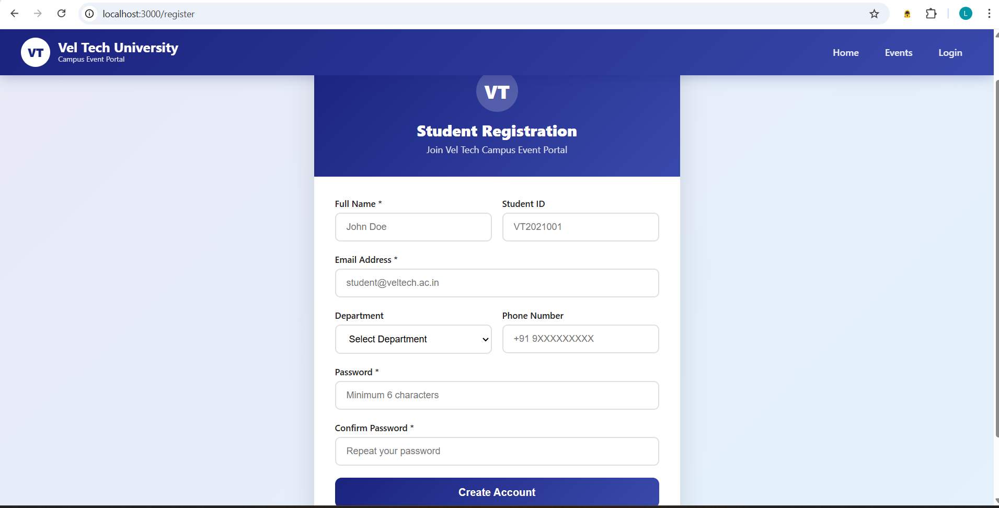 localhost:3000/register
L
VT
Vel Tech University
Campus Event Portal
Home Events Login
VT
Student Registration
Join Vel Tech Campus Event Portal
Full Name * Student ID
John Doe VT2021001
Email Address *
student@veltech.ac.in
Department Phone Number
Select Department +91 9XXXXXXXXX
Password *
Minimum 6 characters
Confirm Password *
Repeat your password
Create Account